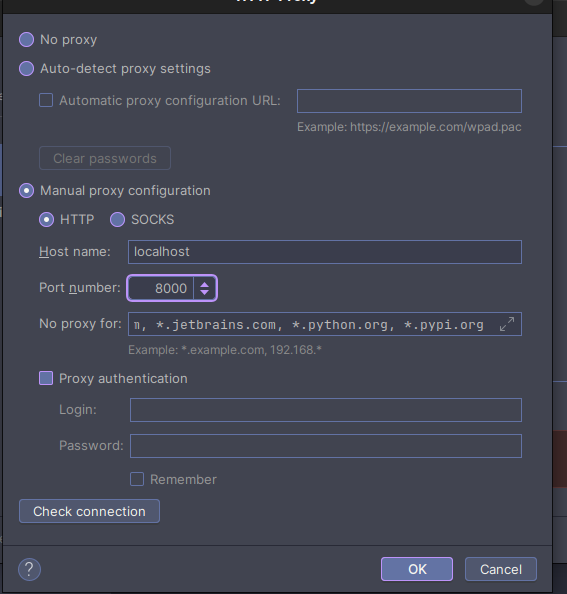 No proxy
Auto-detect proxy settings
Automatic proxy configuration URL:
Example: https://example.com/wpad.pac
Clear passwords
Manual proxy configuration
HTTP SOCKS
Host name: localhost
Port number: 8000
No proxy for: , *.jetbrains.com, *.python.org, *.pypi.org
Example: *.example.com, 192.168.*
Proxy authentication
Login:
Password:
Remember
Check connection
? OK Cancel